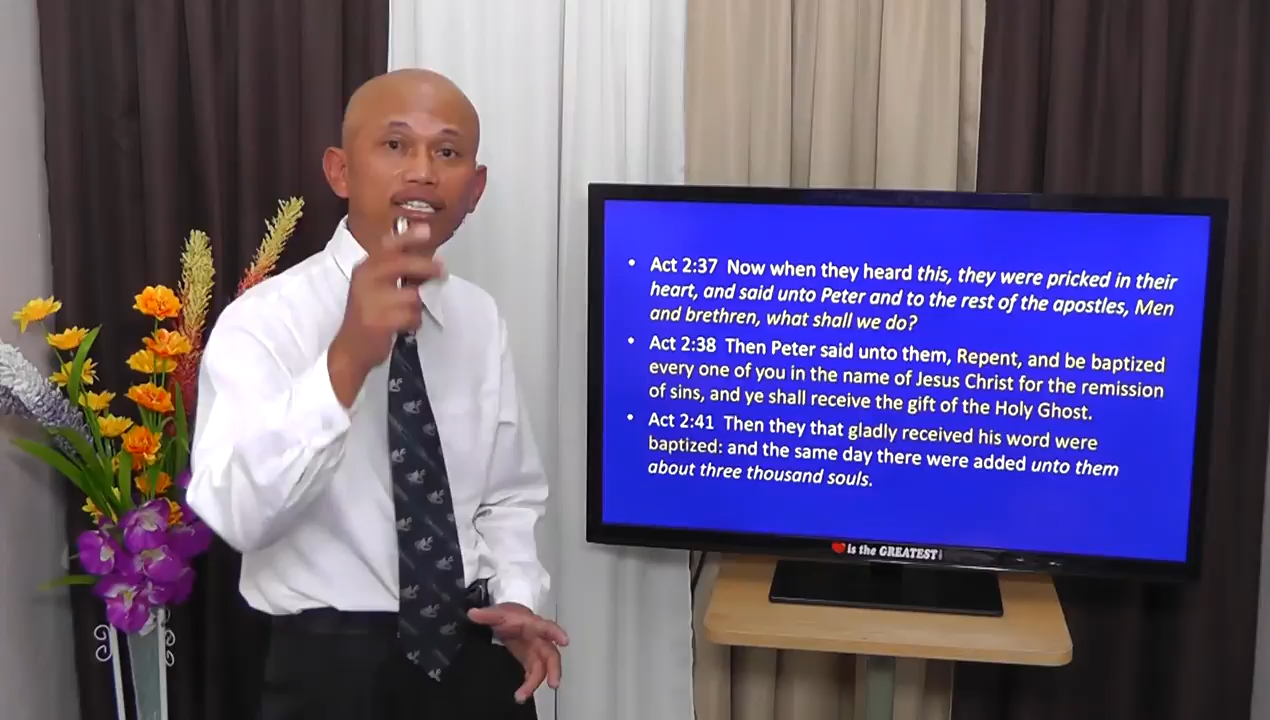 • Act 2:37 Now when they heard this, they were pricked in their
heart, and said unto Peter and to the rest of the apostles, Men
and brethren, what shall we do?
• Act 2:38 Then Peter said unto them, Repent, and be baptized
every one of you in the name of Jesus Christ for the remission
of sins, and ye shall receive the gift of the Holy Ghost.
• Act 2:41 Then they that gladly received his word were
baptized: and the same day there were added unto them
about three thousand souls.
❤ is the GREATEST!